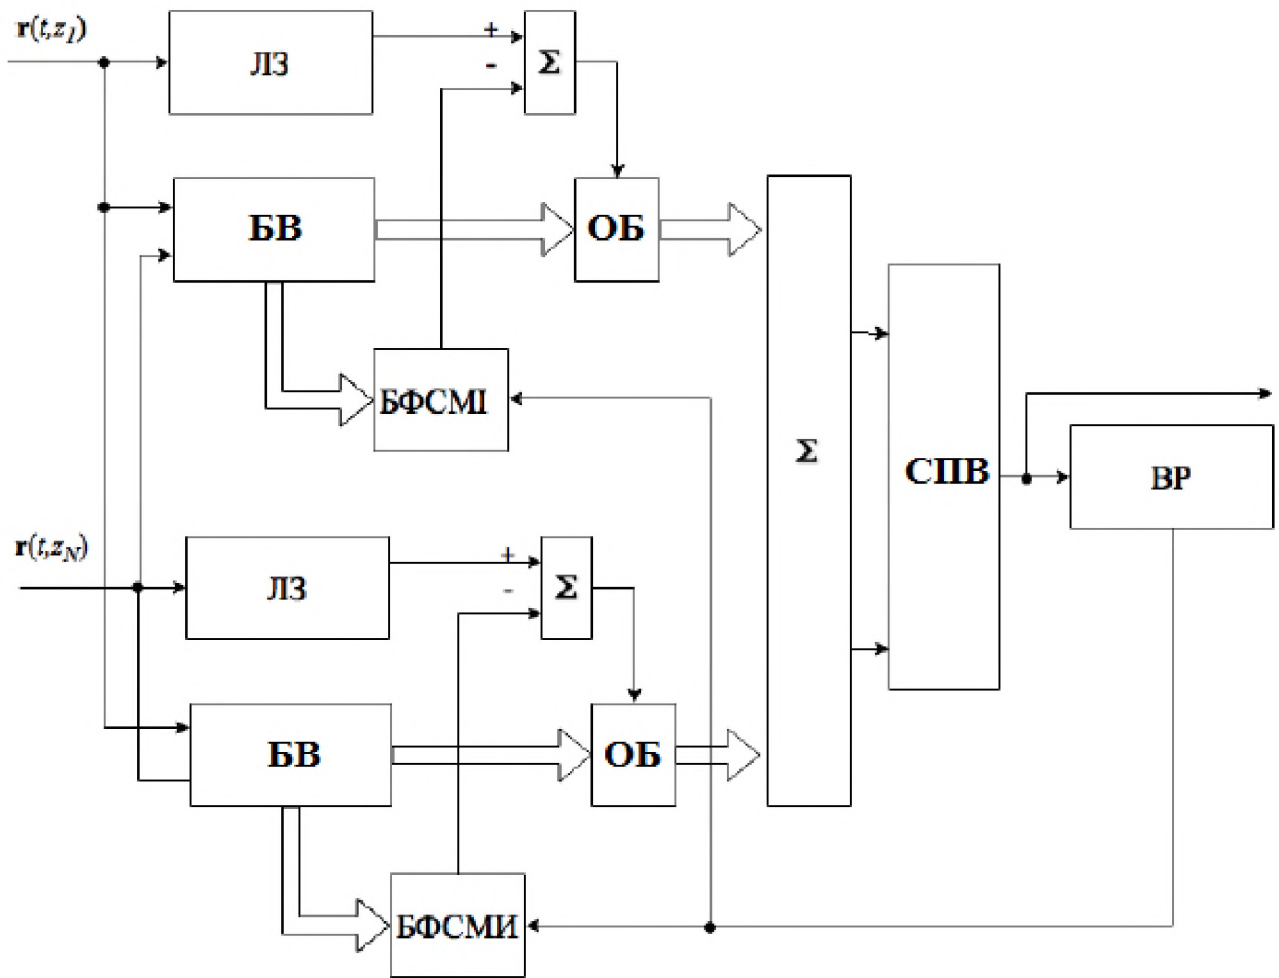 r(t,z1)
ЛЗ
+
-
Σ
БВ
ОБ
БФСМІ
Σ
СПВ
ВР
r(t,zN)
ЛЗ
+
-
Σ
БВ
ОБ
БФСМИ